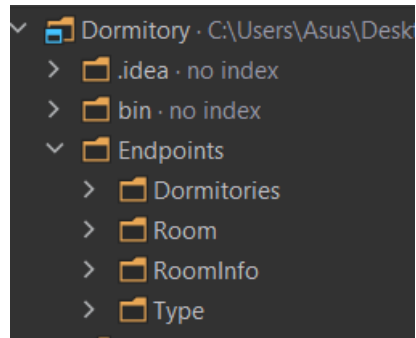 Dormitory · C:\Users\Asus\Deskt
.idea · no index
bin · no index
Endpoints
Dormitories
Room
RoomInfo
Type